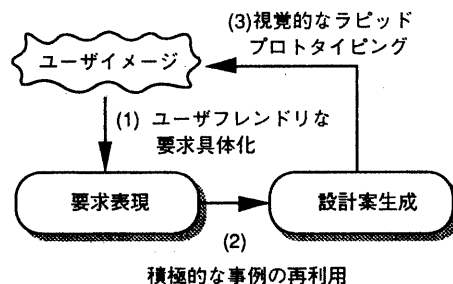 (3)視覚的なラピッド
プロトタイピング
ユーザイメージ
(1) ユーザフレンドリな
要求具体化
要求表現
設計案生成
(2)
積極的な事例の再利用